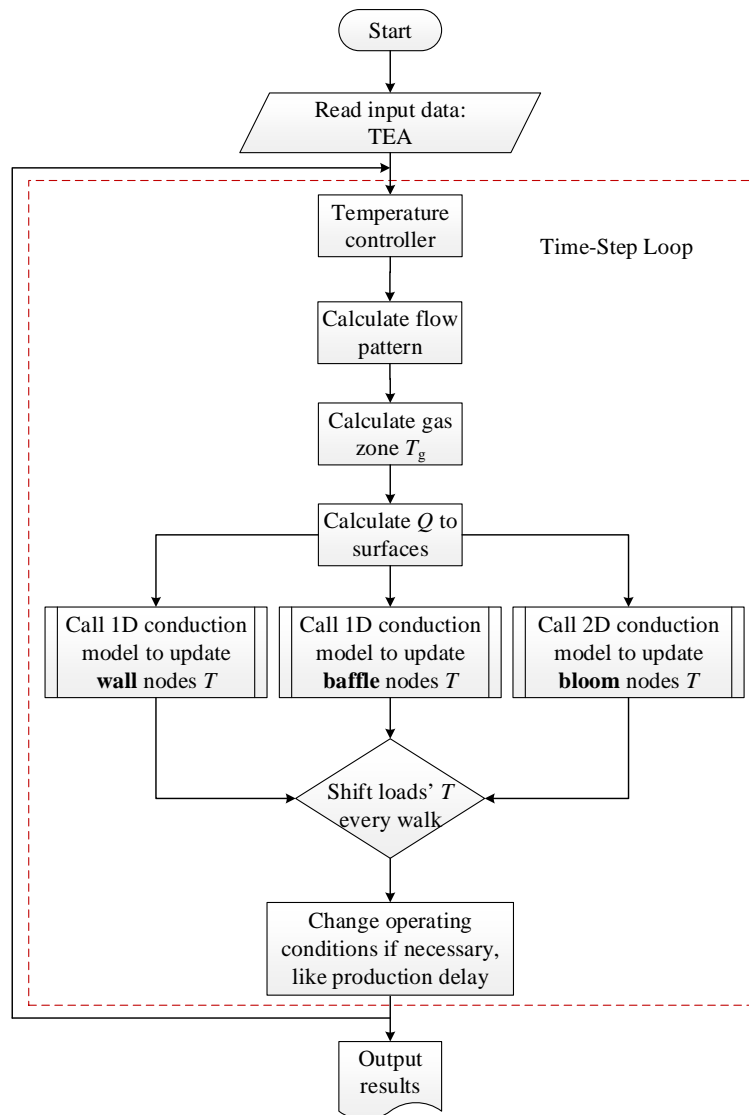 Start
Read input data:
TEA
Temperature
controller
Time-Step Loop
Calculate flow
pattern
Calculate gas
zone Tg
Calculate Q to
surfaces
Call 1D conduction
model to update
wall nodes T
Call 1D conduction
model to update
baffle nodes T
Call 2D conduction
model to update
bloom nodes T
Shift loads’ T
every walk
Change operating
conditions if necessary,
like production delay
Output
results